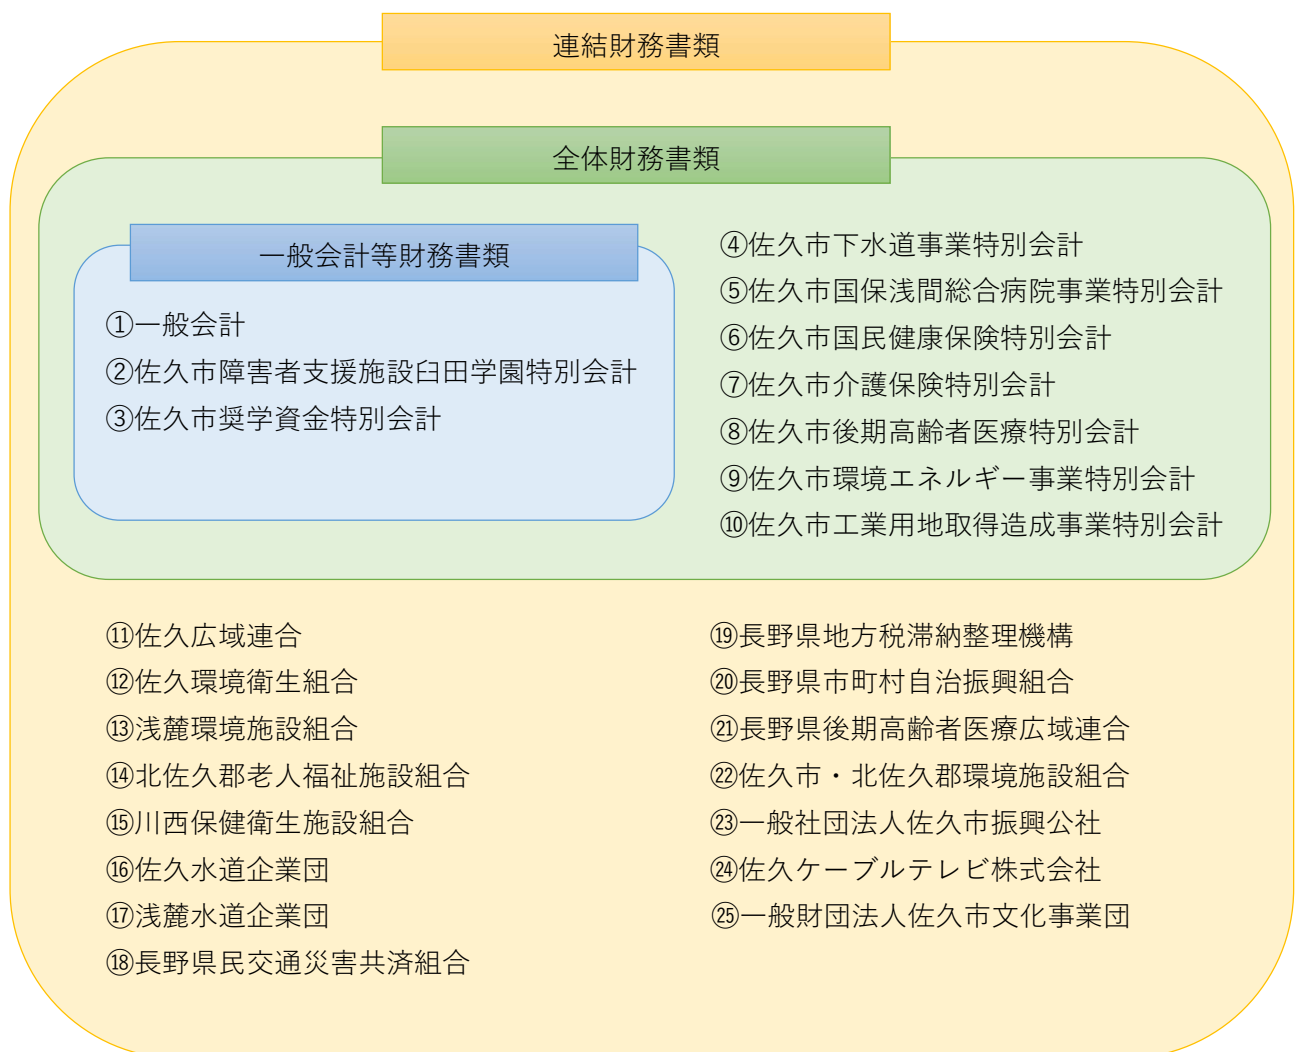 連結財務書類
全体財務書類
一般会計等財務書類
①一般会計
②佐久市障害者支援施設臼田学園特別会計
③佐久市奨学資金特別会計
④佐久市下水道事業特別会計
⑤佐久市国保浅間総合病院事業特別会計
⑥佐久市国民健康保険特別会計
⑦佐久市介護保険特別会計
⑧佐久市後期高齢者医療特別会計
⑨佐久市環境エネルギー事業特別会計
⑩佐久市工業用地取得造成事業特別会計
⑪佐久広域連合
⑫佐久環境衛生組合
⑬浅麓環境施設組合
⑭北佐久郡老人福祉施設組合
⑮川西保健衛生施設組合
⑯佐久水道企業団
⑰浅麓水道企業団
⑱長野県民交通災害共済組合
⑲長野県地方税滞納整理機構
⑳長野県市町村自治振興組合
㉑長野県後期高齢者医療広域連合
㉒佐久市・北佐久郡環境施設組合
㉓一般社団法人佐久市振興公社
㉔佐久ケーブルテレビ株式会社
㉕一般財団法人佐久市文化事業団